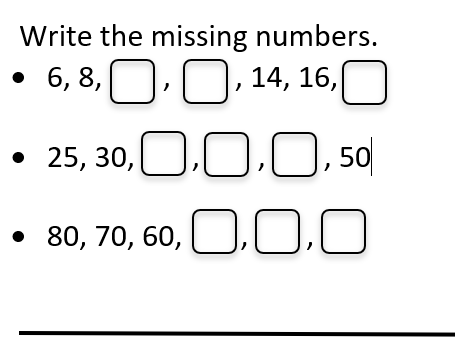 Write the missing numbers.
• 6, 8, , , 14, 16,
• 25, 30, , , , 50
• 80, 70, 60, , ,